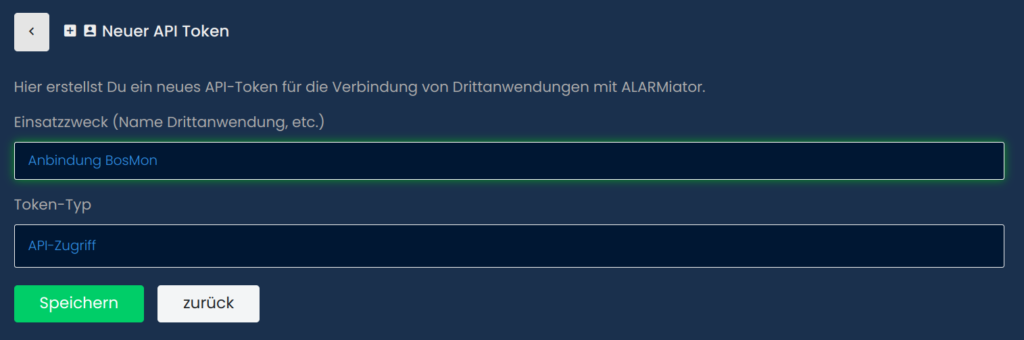 Neuer API Token
Hier erstellst Du ein neues API-Token für die Verbindung von Drittanwendungen mit ALARMiator.
Einsatzzweck (Name Drittanwendung, etc.)
Anbindung BosMon
Token-Typ
API-Zugriff
Speichern zurück